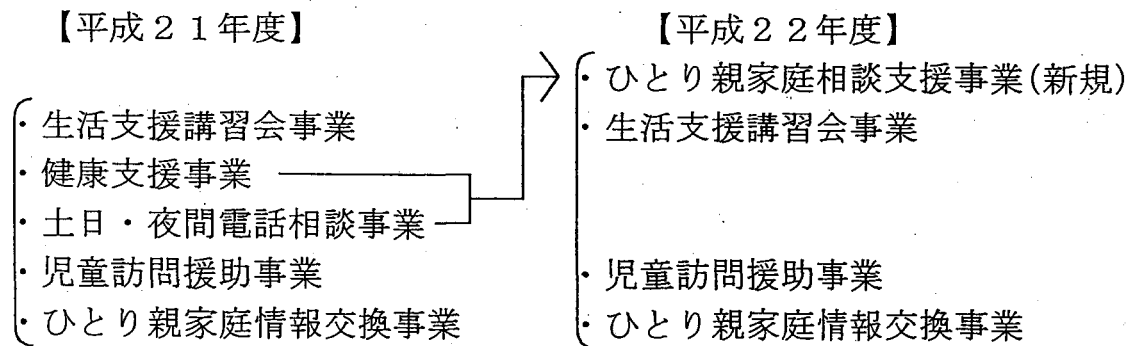 【平成21年度】
・生活支援講習会事業
・健康支援事業
・土日・夜間電話相談事業
・児童訪問援助事業
・ひとり親家庭情報交換事業
【平成22年度】
・ひとり親家庭相談支援事業(新規)
・生活支援講習会事業
・児童訪問援助事業
・ひとり親家庭情報交換事業